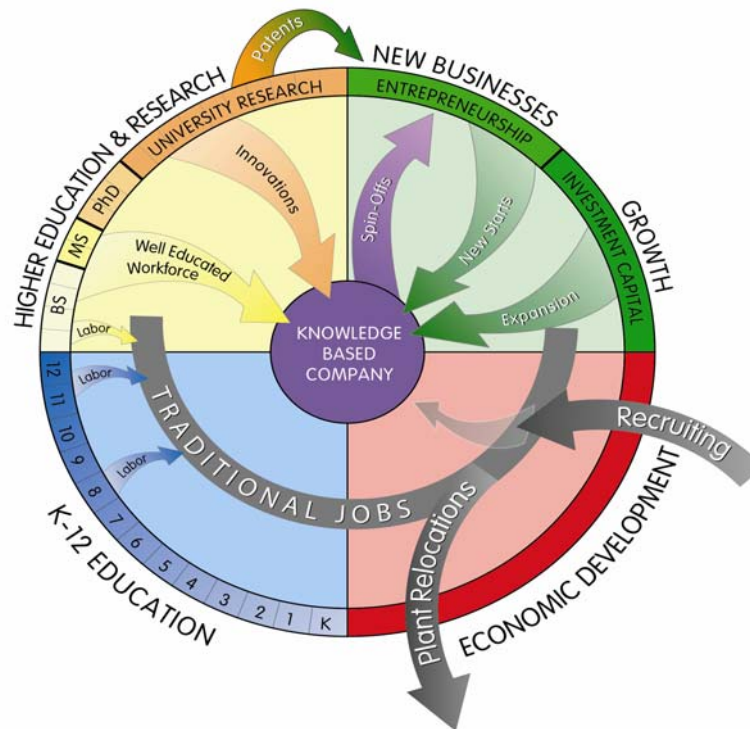 Patents
HIGHER EDUCATION & RESEARCH
NEW BUSINESSES
UNIVERSITY RESEARCH
ENTREPRENEURSHIP
INVESTMENT CAPITAL
GROWTH
PhD
MS
BS
Innovations
Well Educated
Workforce
Labor
Spin-Offs
New Starts
Expansion
KNOWLEDGE
BASED
COMPANY
12
11
10
9
8
7
6
5
4
3
2
1
K
Labor
Labor
TRADITIONAL JOBS
K-12 EDUCATION
Recruiting
Plant Relocations
ECONOMIC DEVELOPMENT